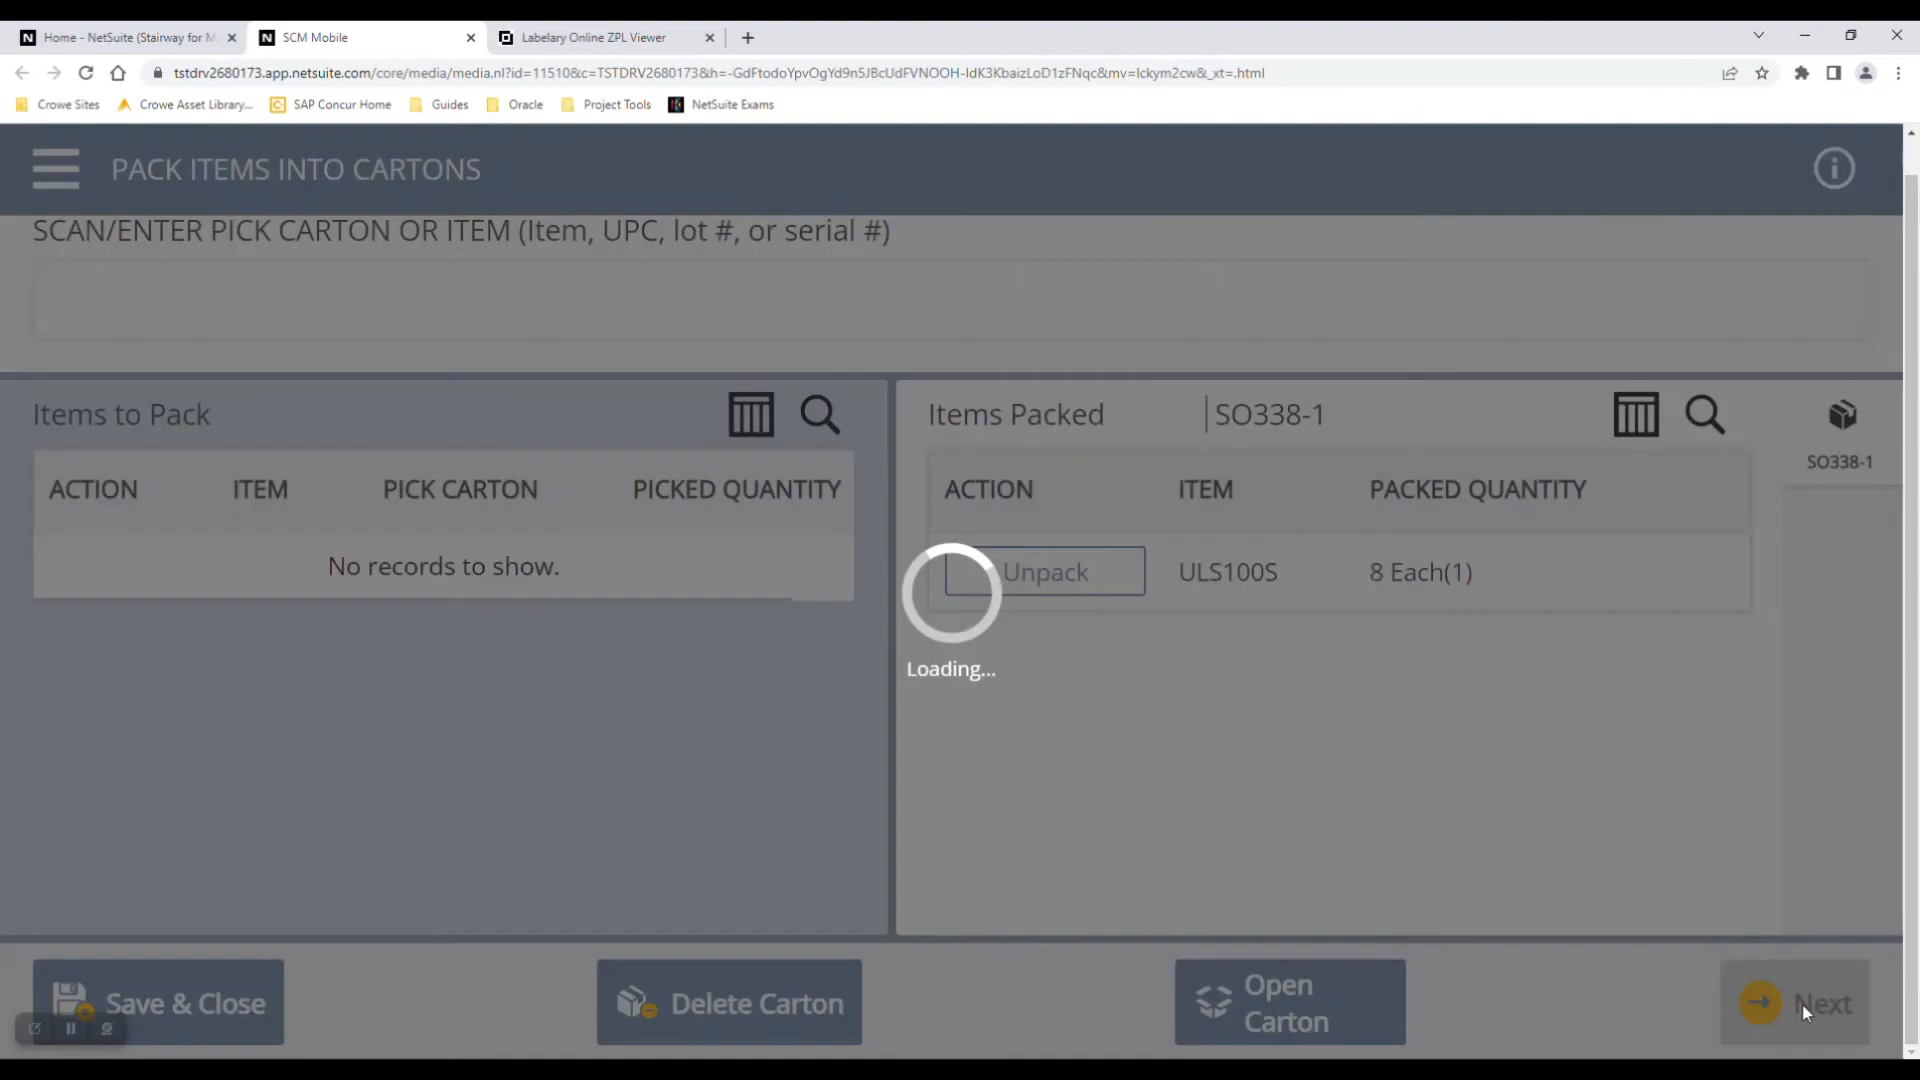 Home - NetSuite (Stairway for M
SCM Mobile
Labelary Online ZPL Viewer
tstdrv2680173.app.netsuite.com/core/media/media.nl?id=11510&c=TSTDRV2680173&h=-GdFtodoYpvOgYd9n5JBcUdFVNOOH-IdK3KbaizLoD1zFNqc&mv=lckym2cw&_xt=.html
Crowe Sites
Crowe Asset Library...
SAP Concur Home
Guides
Oracle
Project Tools
NetSuite Exams
PACK ITEMS INTO CARTONS
SCAN/ENTER PICK CARTON OR ITEM (Item, UPC, lot #, or serial #)
Items to Pack
ACTION ITEM PICK CARTON PICKED QUANTITY
No records to show.
Items Packed SO338-1
SO338-1
ACTION ITEM PACKED QUANTITY
Unpack ULS100S 8 Each(1)
Loading...
Save & Close
Delete Carton
Open
Carton
Next